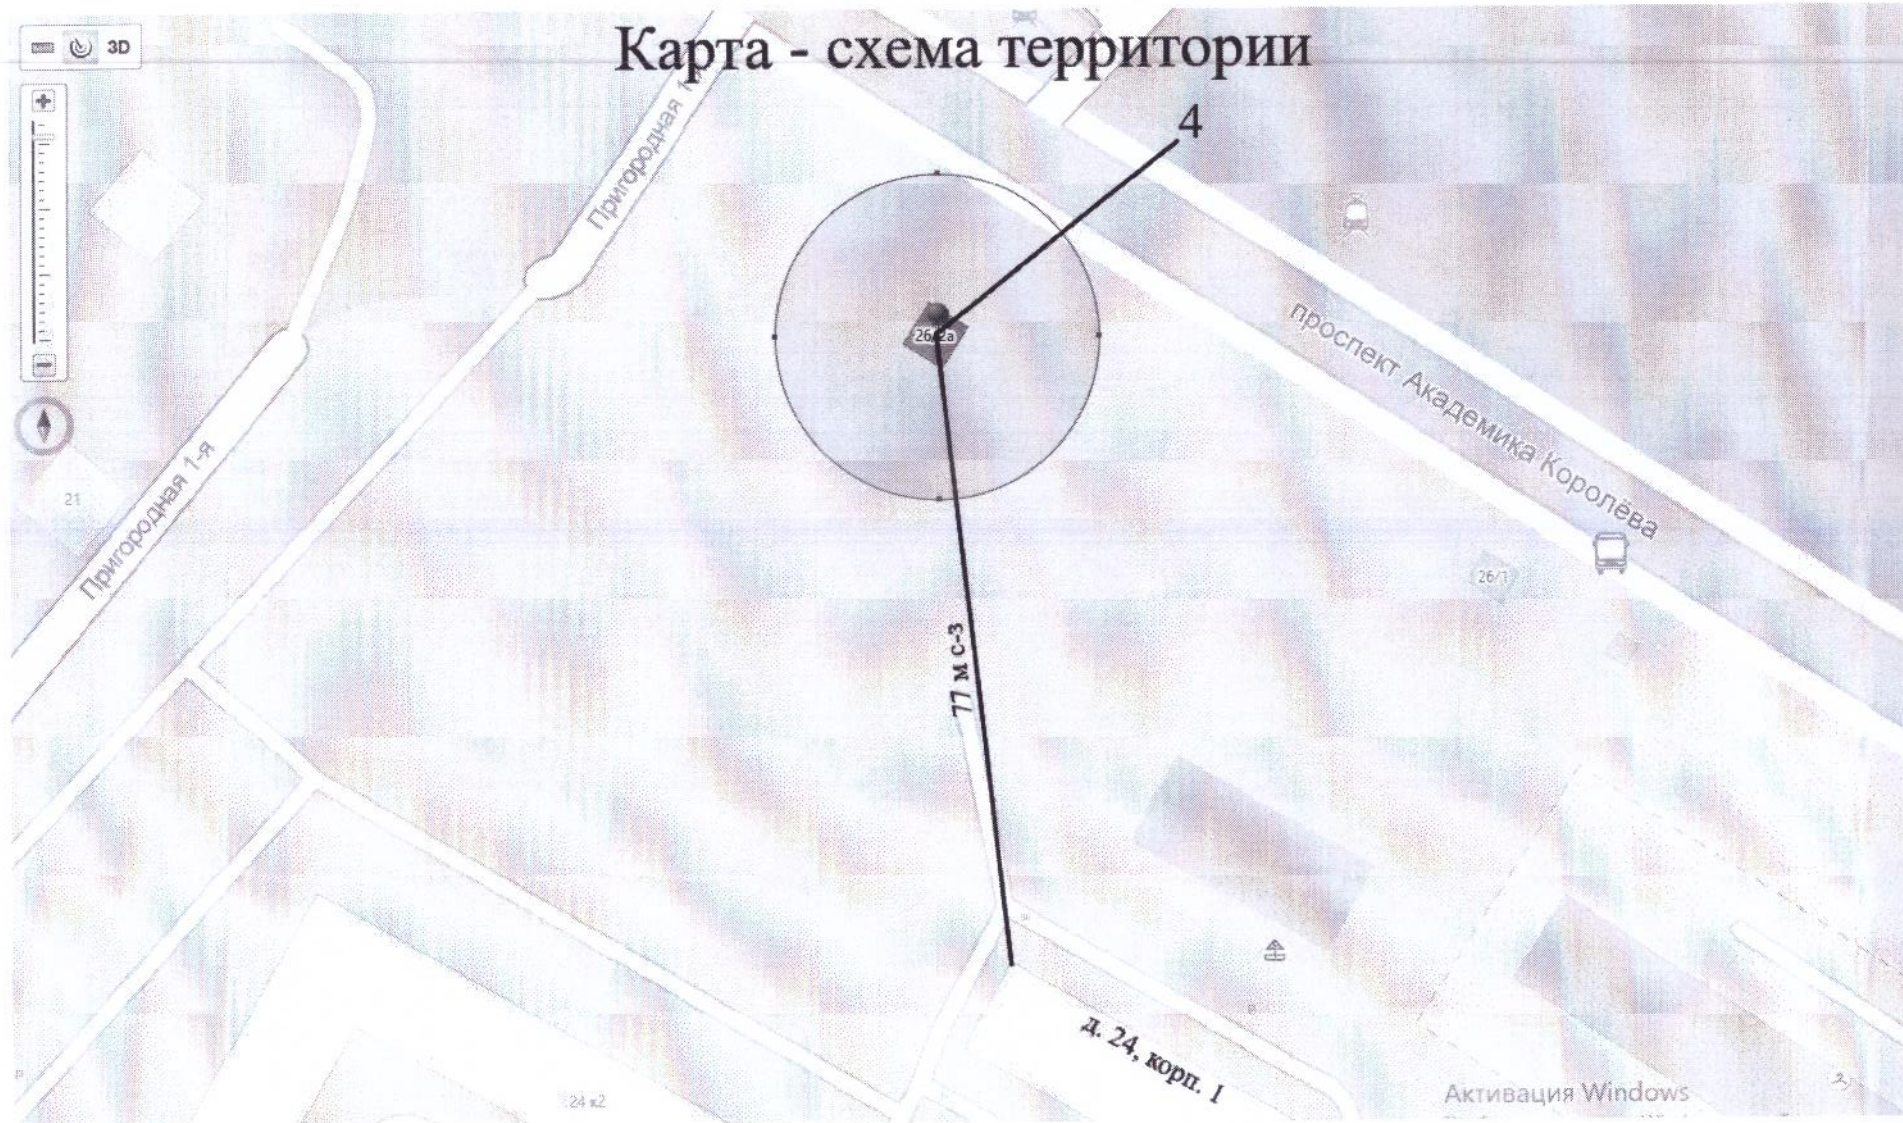 3D
Карта - схема территории
4
Пригородная 1-
26/2а
проспект Академика Королёва
Пригородная 1-я
21
26/1
77 м с-з
д. 24, корп. 1
24 к2
Активация Windows